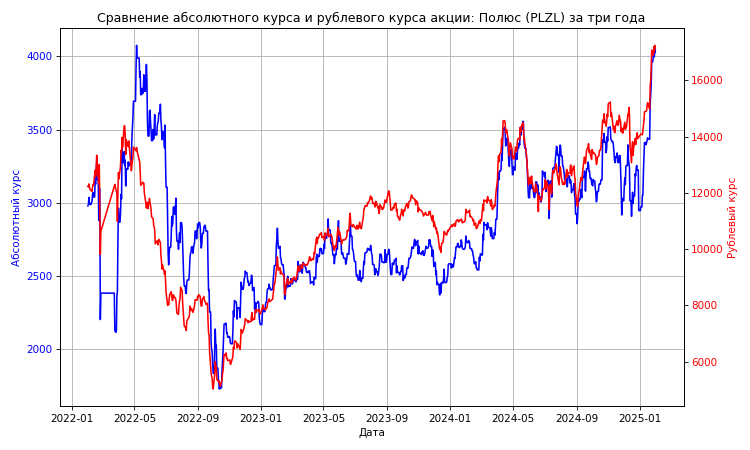 Сравнение абсолютного курса и рублевого курса акции: Полюс (PLZL) за три года
4000
3500
3000
2500
2000
Абсолютный курс
16000
14000
12000
10000
8000
6000
Рублевый курс
2022-01 2022-05 2022-09 2023-01 2023-05 2023-09 2024-01 2024-05 2024-09 2025-01
Дата